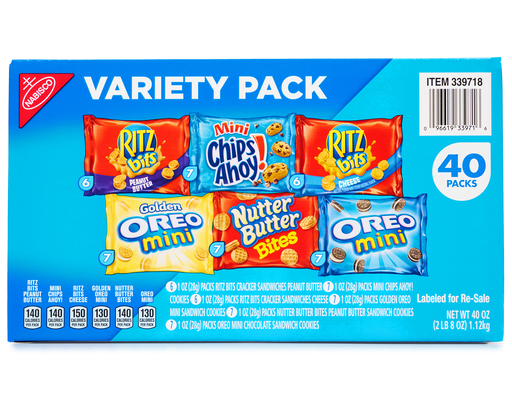 NABISCO
VARIETY PACK
ITEM 339718
0 96619 33971 6
RITZ
bits
PEANUT
BUTTER
6
Mini
Chips
Ahoy!
7
RITZ
bits
CHEESE
6
40
PACKS
Golden
OREO
mini
7
Nutter
Butter
Bites
7
OREO
mini
7
6 1 OZ (28g) PACKS RITZ BITS CRACKER SANDWICHES PEANUT BUTTER 7 1 OZ (28g) PACKS MINI CHIPS AHOY!
COOKIES 6 1 OZ (28g) PACKS RITZ BITS CRACKER SANDWICHES CHEESE 7 1 OZ (28g) PACKS GOLDEN OREO
MINI SANDWICH COOKIES 7 1 OZ (28g) PACKS NUTTER BUTTER BITES PEANUT BUTTER SANDWICH COOKIES
7 1 OZ (28g) PACKS OREO MINI CHOCOLATE SANDWICH COOKIES
RITZ
BITS
PEANUT
BUTTER
140
CALORIES
PER PACK
MINI
CHIPS
AHOY!
140
CALORIES
PER PACK
RITZ
BITS
CHEESE
150
CALORIES
PER PACK
GOLDEN
OREO
MINI
130
CALORIES
PER PACK
NUTTER
BUTTER
BITES
140
CALORIES
PER PACK
OREO
MINI
130
CALORIES
PER PACK
Labeled for Re-Sale
NET WT 40 OZ
(2 LB 8 OZ) 1.12kg